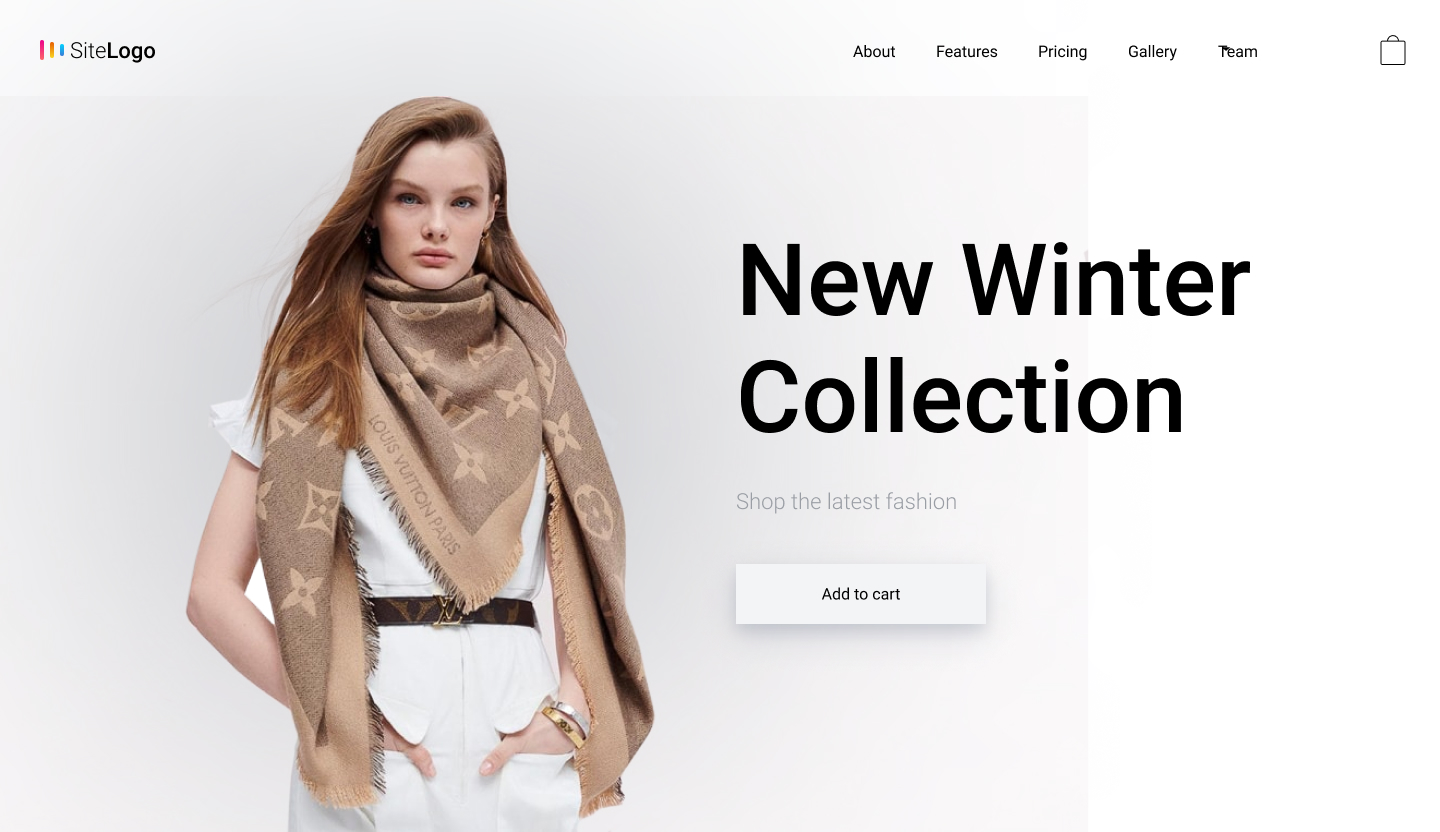 SiteLogo
About Features Pricing Gallery Team
New Winter
Collection
LOUIS VUITTON PARIS
Shop the latest fashion
Add to cart